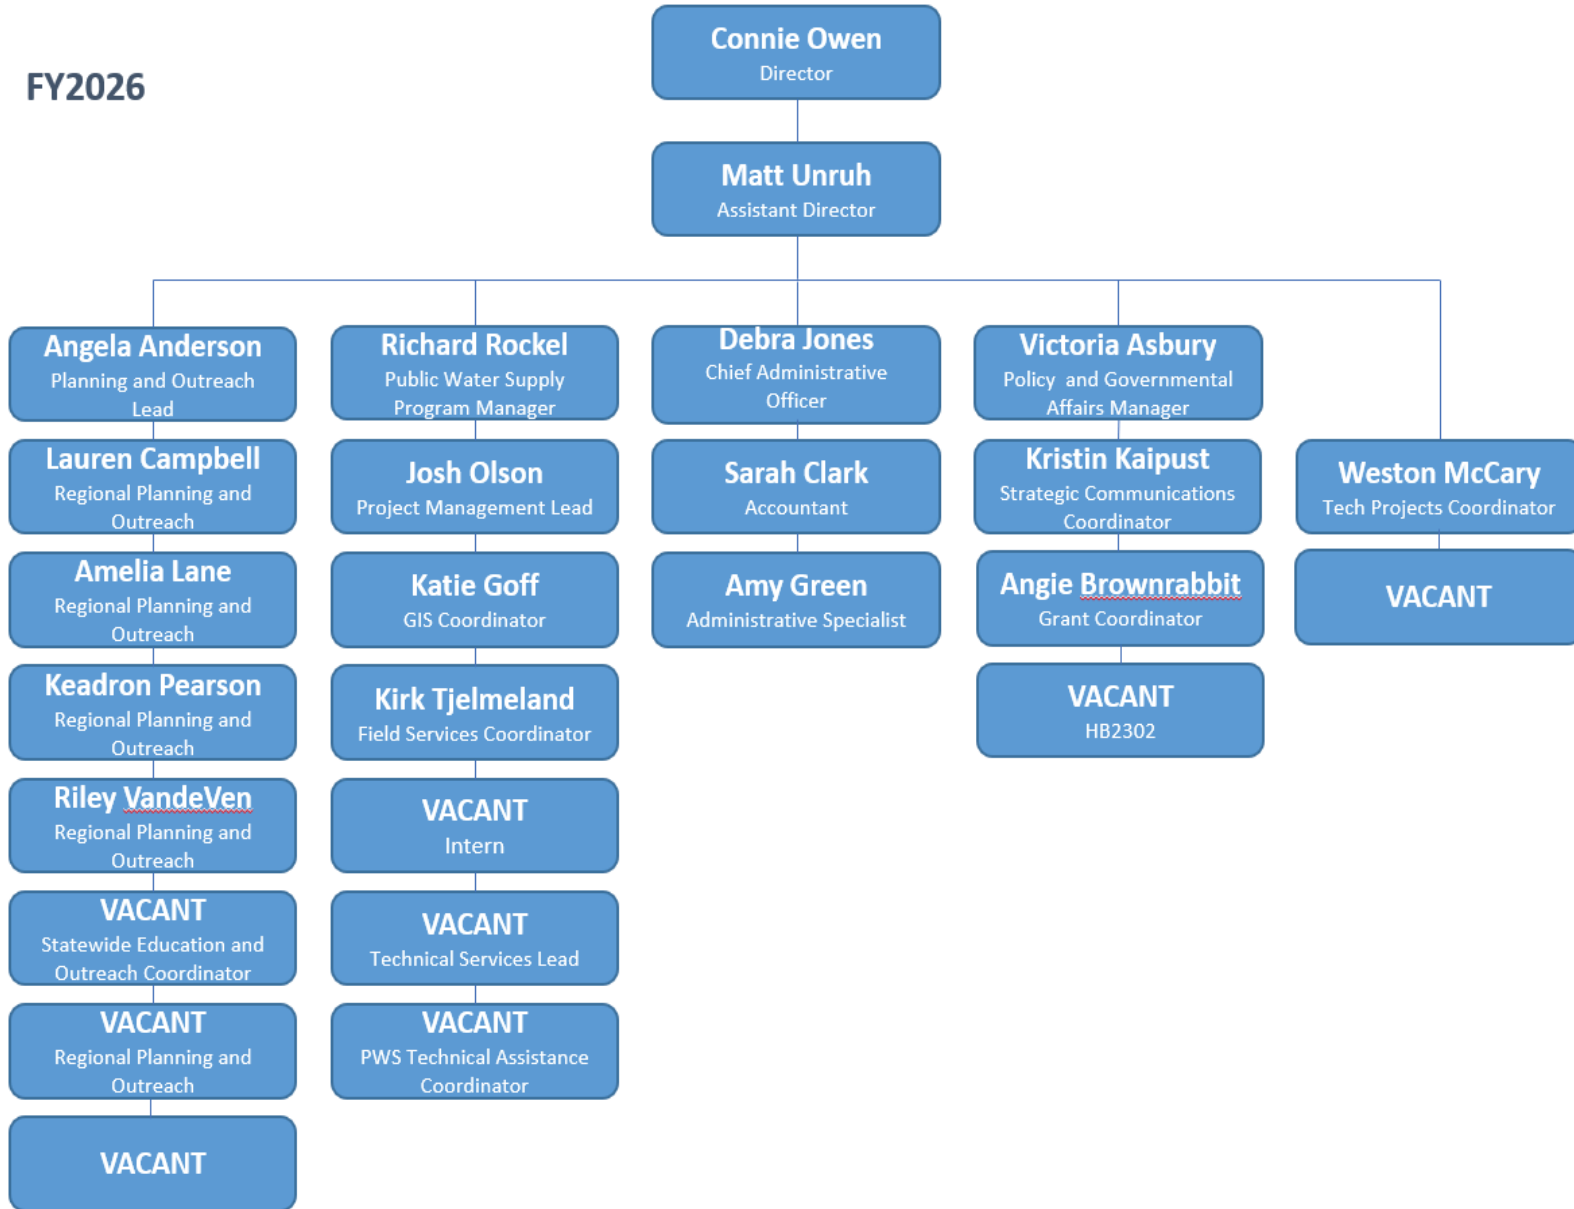 FY2026
Connie Owen
Director
Matt Unruh
Assistant Director
Angela Anderson
Planning and Outreach
Lead
Lauren Campbell
Regional Planning and
Outreach
Amelia Lane
Regional Planning and
Outreach
Keadron Pearson
Regional Planning and
Outreach
Riley VandeVen
Regional Planning and
Outreach
VACANT
Statewide Education and
Outreach Coordinator
VACANT
Regional Planning and
Outreach
VACANT
Richard Rockel
Public Water Supply
Program Manager
Josh Olson
Project Management Lead
Katie Goff
GIS Coordinator
Kirk Tjelmeland
Field Services Coordinator
VACANT
Intern
VACANT
Technical Services Lead
VACANT
PWS Technical Assistance
Coordinator
Debra Jones
Chief Administrative
Officer
Sarah Clark
Accountant
Amy Green
Administrative Specialist
Victoria Asbury
Policy  and Governmental
Affairs Manager
Kristin Kaipust
Strategic Communications
Coordinator
Angie Brownrabbit
Grant Coordinator
VACANT
HB2302
Weston McCary
Tech Projects Coordinator
VACANT